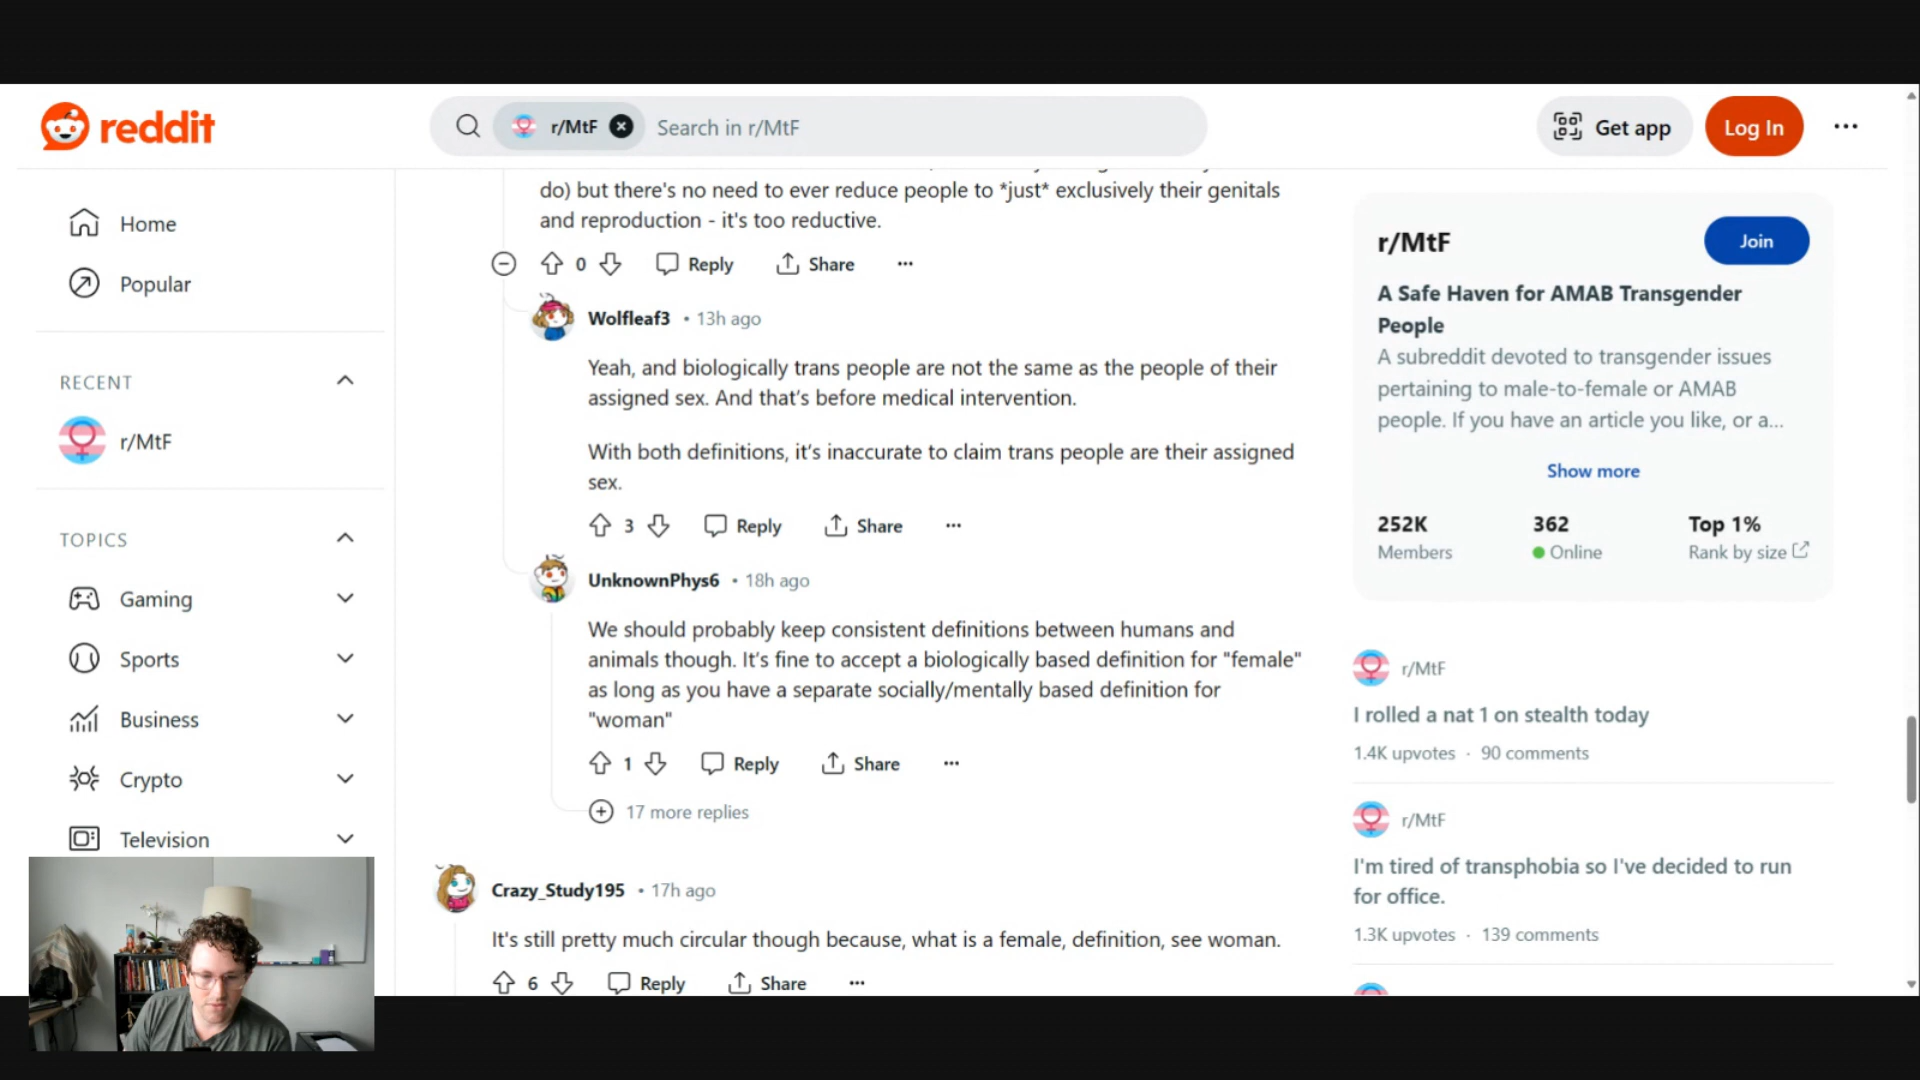 reddit
r/MtF
Search in r/MtF
Get app
Log In
Home
Popular
RECENT
r/MtF
TOPICS
Gaming
Sports
Business
Crypto
Television
do) but there's no need to ever reduce people to *just* exclusively their genitals
and reproduction - it's too reductive.
0
Reply
Share
Wolfleaf3 • 13h ago
Yeah, and biologically trans people are not the same as the people of their
assigned sex. And that’s before medical intervention.
With both definitions, it’s inaccurate to claim trans people are their assigned
sex.
3
Reply
Share
UnknownPhys6 • 18h ago
We should probably keep consistent definitions between humans and
animals though. It’s fine to accept a biologically based definition for "female"
as long as you have a separate socially/mentally based definition for
"woman"
1
Reply
Share
17 more replies
Crazy_Study195 • 17h ago
It's still pretty much circular though because, what is a female, definition, see woman.
6
Reply
Share
r/MtF
Join
A Safe Haven for AMAB Transgender
People
A subreddit devoted to transgender issues
pertaining to male-to-female or AMAB
people. If you have an article you like, or a...
Show more
252K
362
Top 1%
Members
Online
Rank by size
r/MtF
I rolled a nat 1 on stealth today
1.4K upvotes · 90 comments
r/MtF
I'm tired of transphobia so I've decided to run
for office.
1.3K upvotes · 139 comments